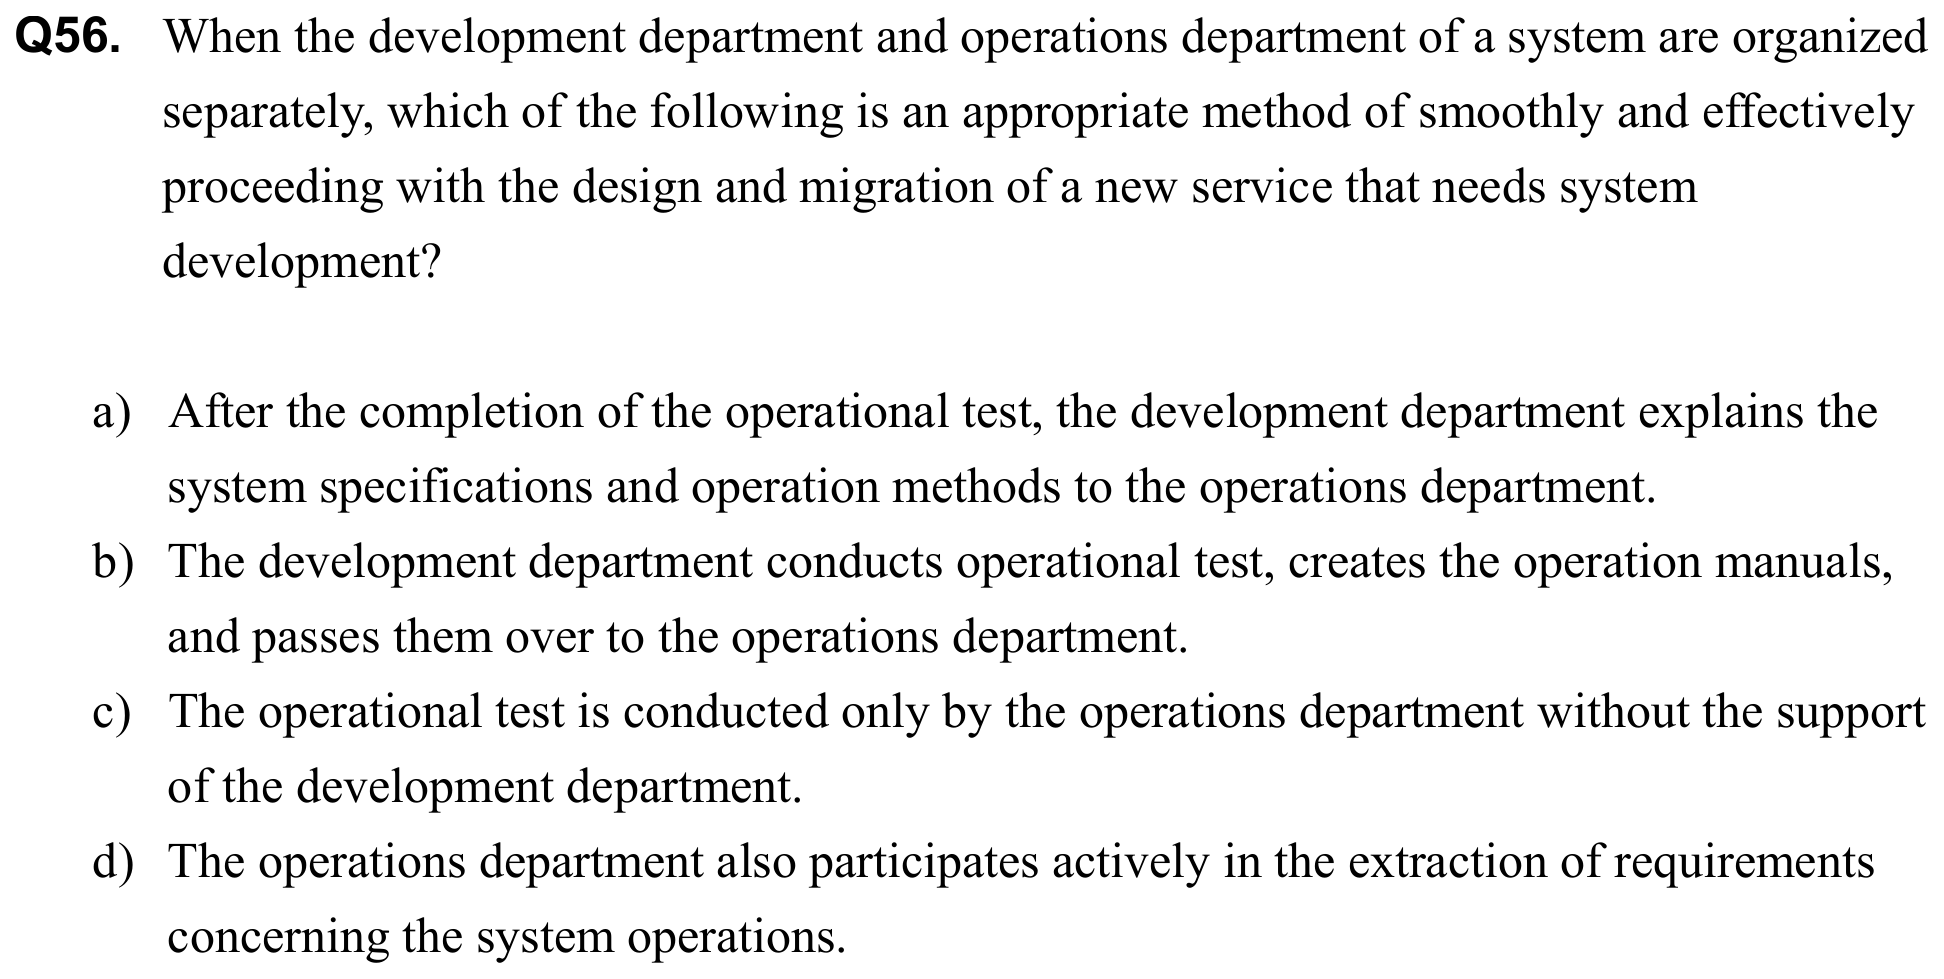 Q56. When the development department and operations department of a system are organized
separately, which of the following is an appropriate method of smoothly and effectively
proceeding with the design and migration of a new service that needs system
development?
a) After the completion of the operational test, the development department explains the
system specifications and operation methods to the operations department.
b) The development department conducts operational test, creates the operation manuals,
and passes them over to the operations department.
c) The operational test is conducted only by the operations department without the support
of the development department.
d) The operations department also participates actively in the extraction of requirements
concerning the system operations.